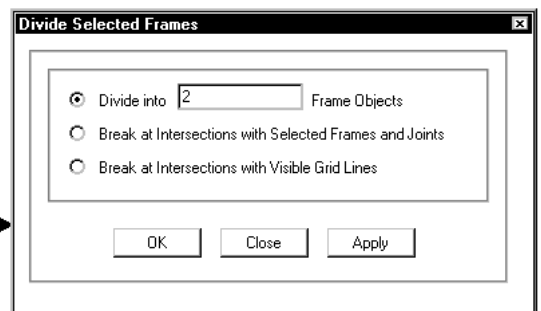 Divide Selected Frames
Divide into 2 Frame Objects
Break at Intersections with Selected Frames and Joints
Break at Intersections with Visible Grid Lines
OK Close Apply